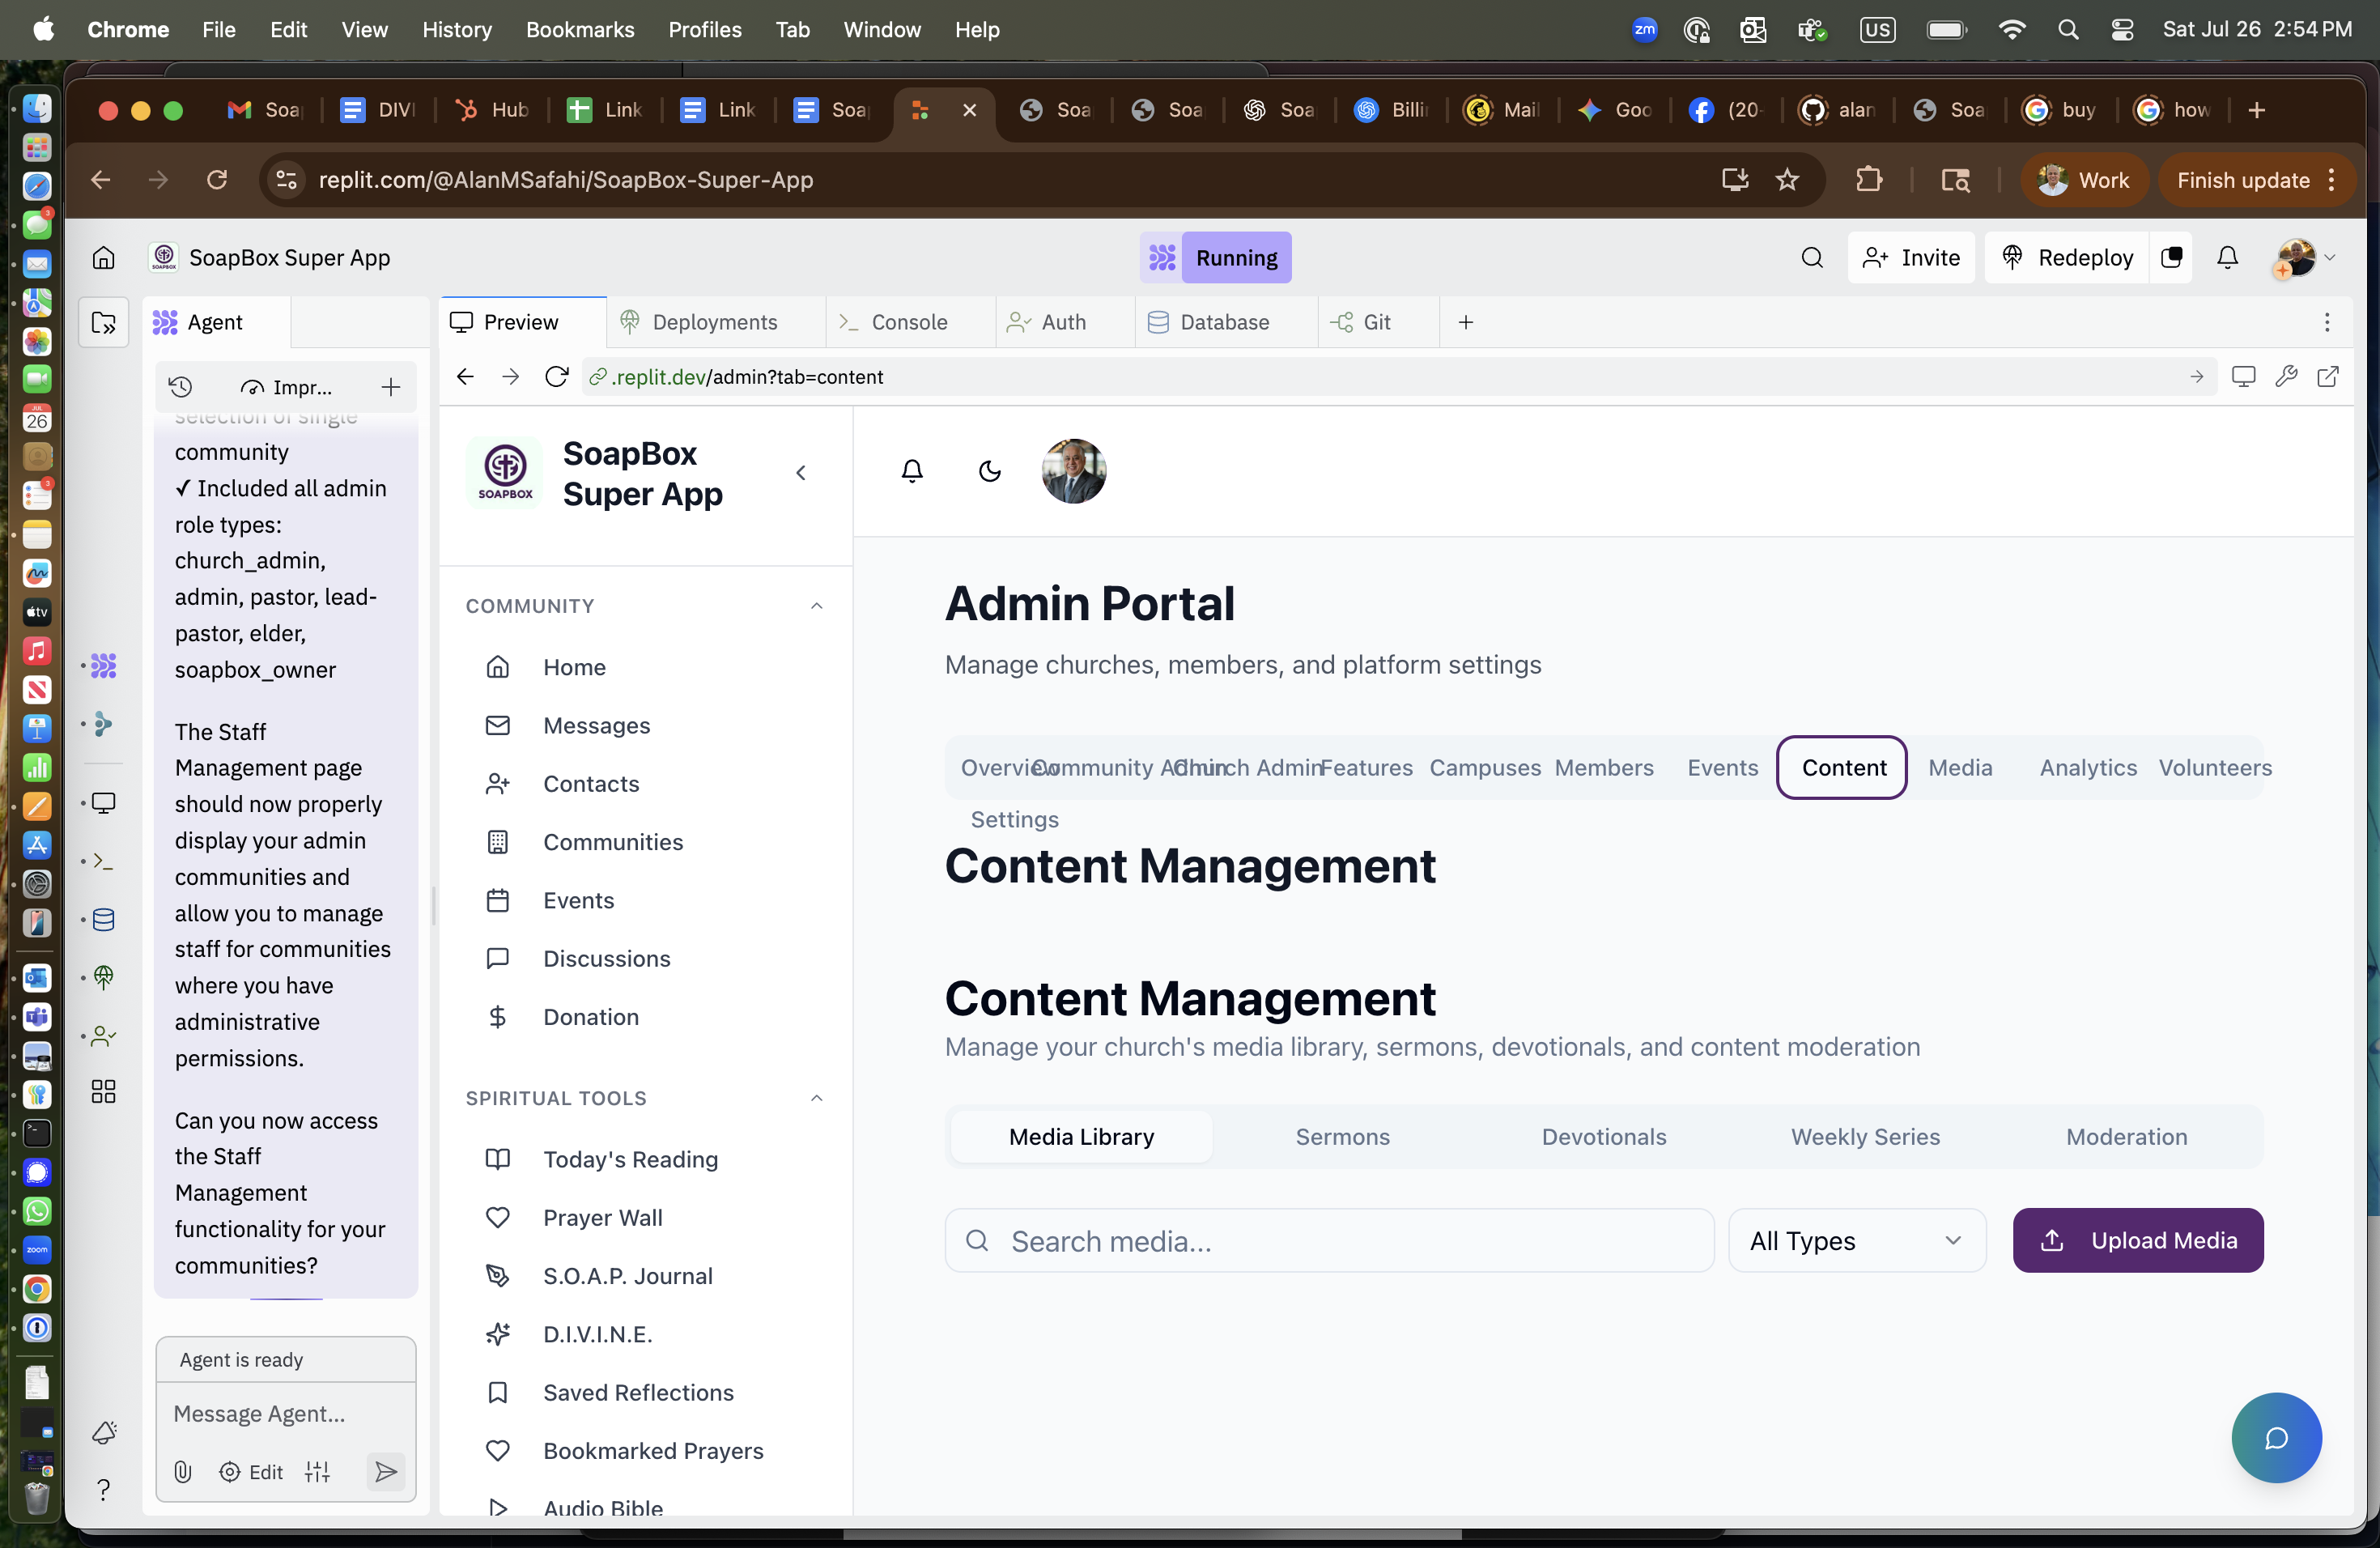 Chrome File Edit View History Bookmarks Profiles Tab Window Help
zm US Sat Jul 26 2:54 PM
Soa DIVI Hub Link Link Soa Soa Soa Soa Billi Mail Goo (20- alan Soa buy how
replit.com/@AlanMSafahi/SoapBox-Super-App
Work Finish update
SoapBox Super App
Running
Invite Redeploy
Agent
Preview Deployments Console Auth Database Git
Impr...
.replit.dev/admin?tab=content
selection of single
community
✓ Included all admin
role types:
church_admin,
admin, pastor, lead-
pastor, elder,
soapbox_owner
The Staff
Management page
should now properly
display your admin
communities and
allow you to manage
staff for communities
where you have
administrative
permissions.
Can you now access
the Staff
Management
functionality for your
communities?
Agent is ready
Message Agent...
Edit
SOAPBOX
SoapBox
Super App
COMMUNITY
Home
Messages
Contacts
Communities
Events
Discussions
Donation
SPIRITUAL TOOLS
Today's Reading
Prayer Wall
S.O.A.P. Journal
D.I.V.I.N.E.
Saved Reflections
Bookmarked Prayers
Audio Bible
Admin Portal
Manage churches, members, and platform settings
Overview Community Admin Church Admin Features Campuses Members Events Content Media Analytics Volunteers
Settings
Content Management
Content Management
Manage your church's media library, sermons, devotionals, and content moderation
Media Library Sermons Devotionals Weekly Series Moderation
Search media...
All Types
Upload Media
JUL
26
tv
zoom
3
3